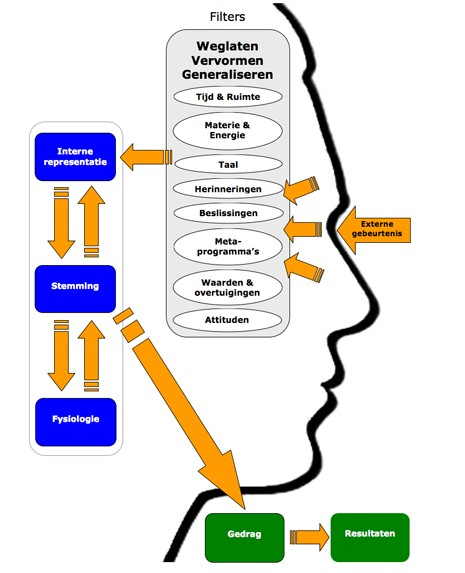 Filters
Weglaten
Vervormen
Generaliseren
Tijd & Ruimte
Materie &
Energie
Taal
Herinneringen
Beslissingen
Meta-
programma's
Waarden &
overtuigingen
Attituden
Interne
representatie
Stemming
Fysiologie
Externe
gebeurtenis
Gedrag
Resultaten